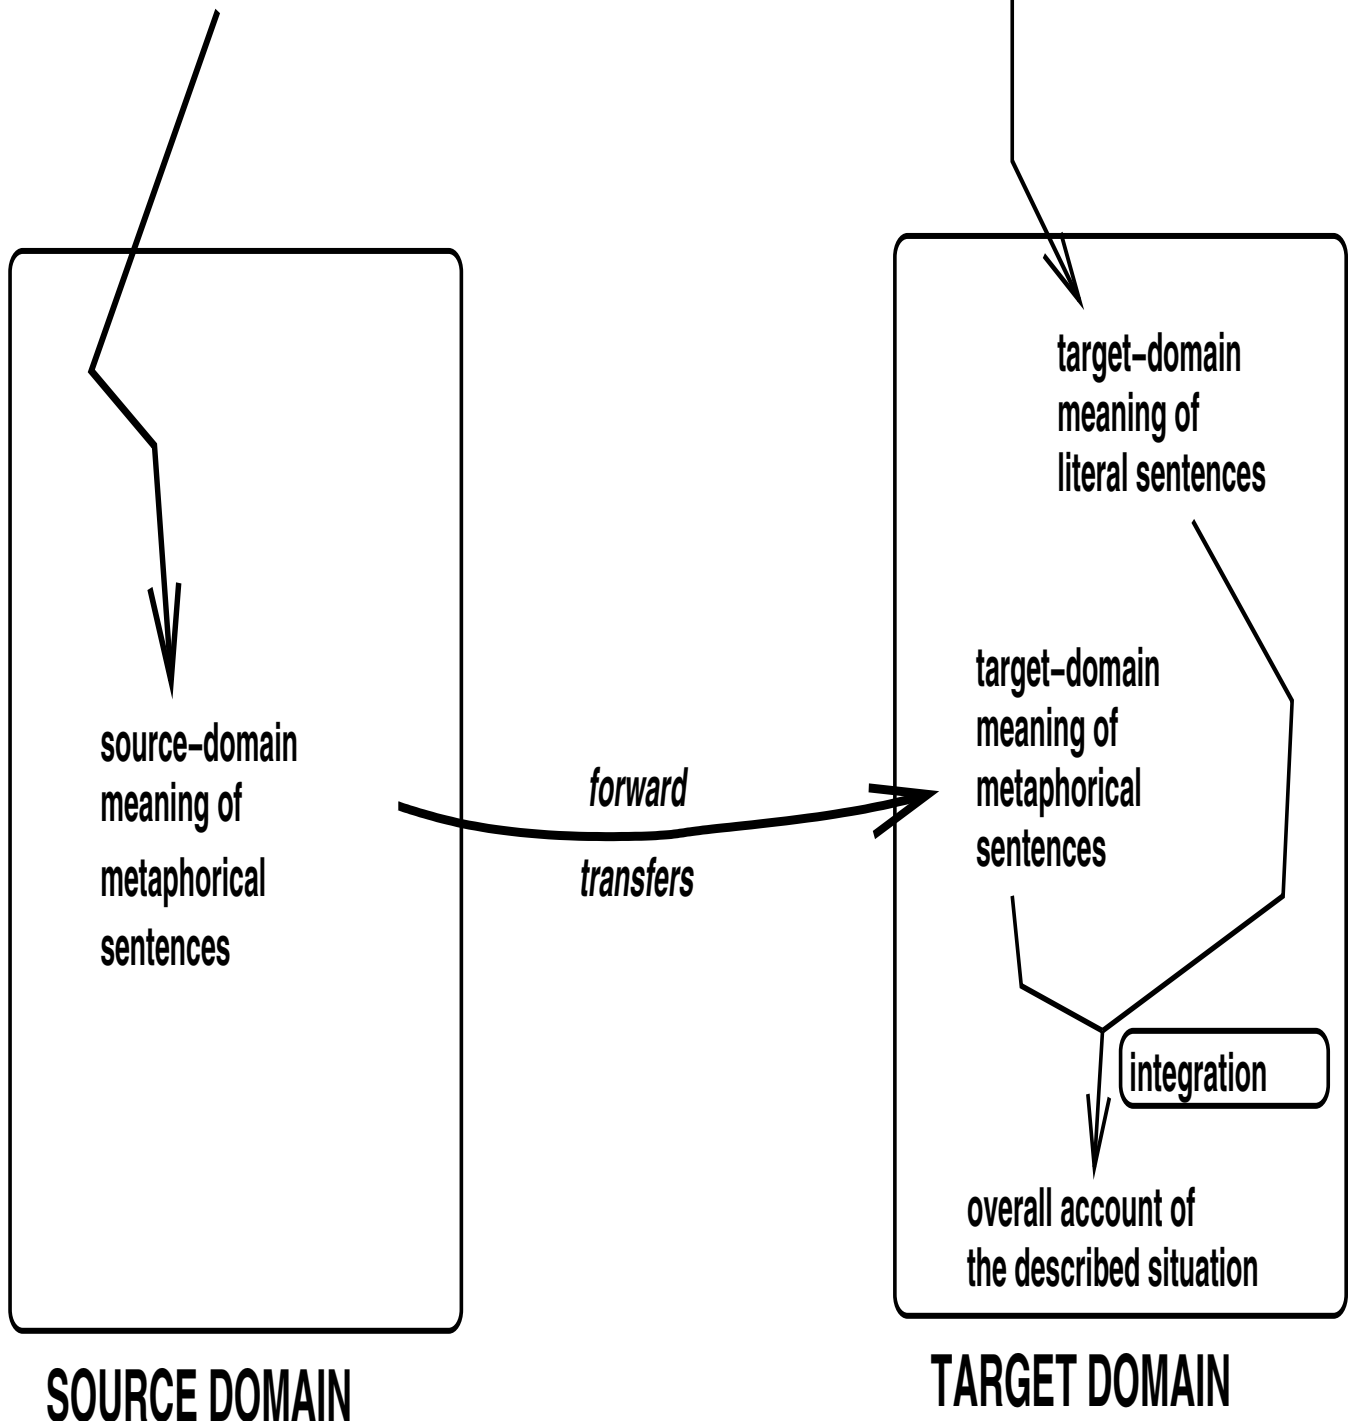 source-domain
meaning of
metaphorical
sentences
forward
transfers
target-domain
meaning of
literal sentences
target-domain
meaning of
metaphorical
sentences
integration
overall account of
the described situation
SOURCE DOMAIN
TARGET DOMAIN